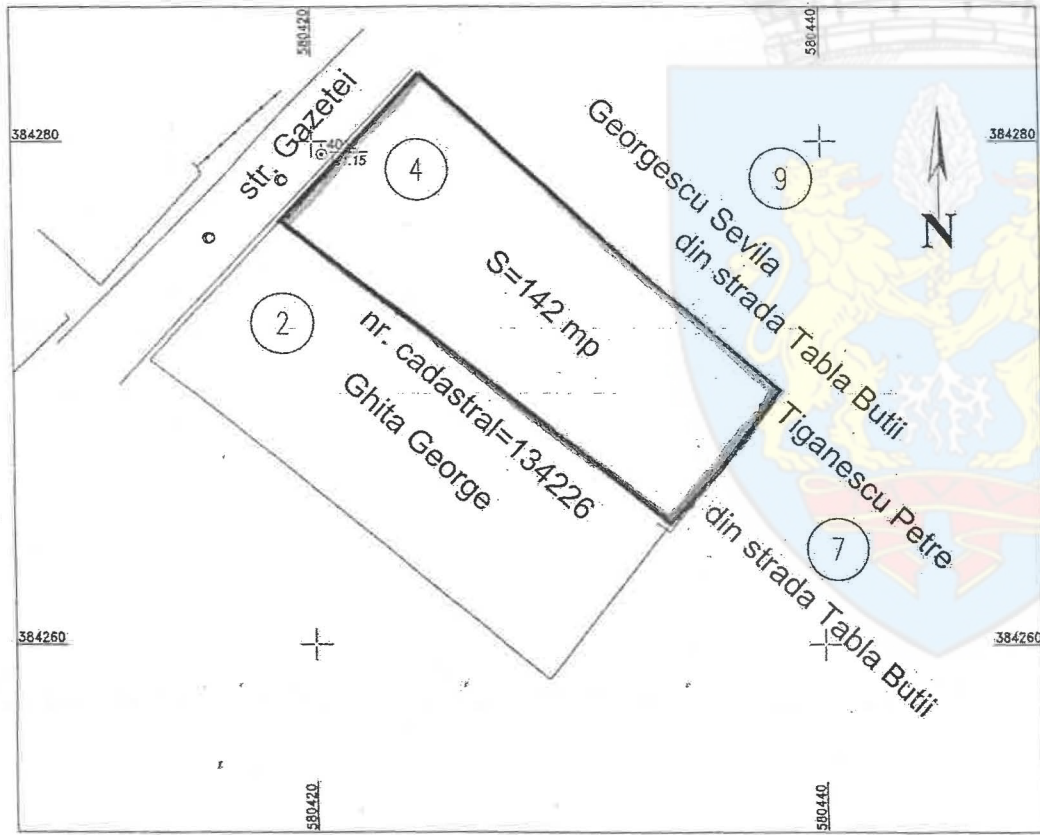 580420
580440
384280
384280
str. Gazetei
4
9
Georgescu Sevila
din strada Tabla Butii
N
S=142 mp
2
nr. cadastral=134226
Ghita George
Tiganescu Petre
din strada Tabla Butii
7
384260
384260
580420
580440